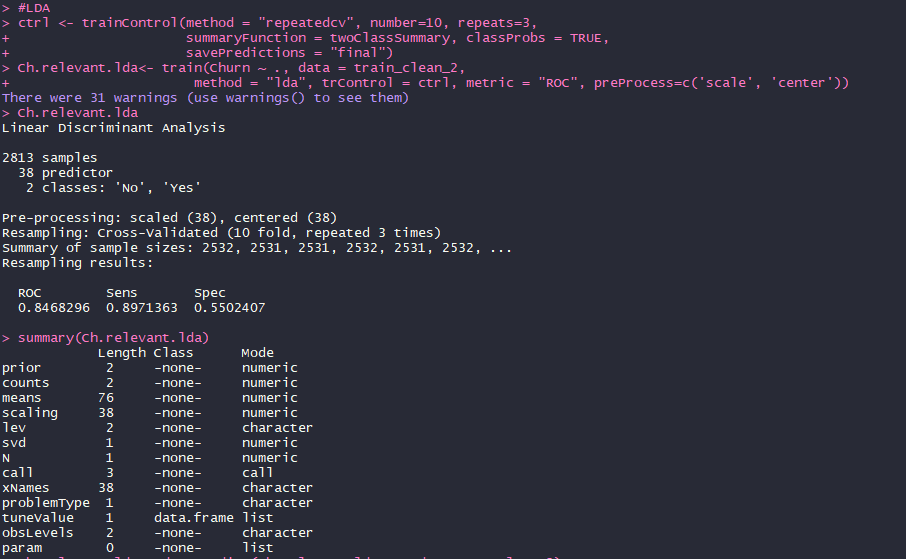 > #LDA
> ctrl <- trainControl(method = "repeatedcv", number=10, repeats=3,
+                      summaryFunction = twoClassSummary, classProbs = TRUE,
+                      savePredictions = "final")
> Ch.relevant.lda<- train(Churn ~ ., data = train_clean_2,
+                       method = "lda", trControl = ctrl, metric = "ROC", preProcess=c('scale', 'center'))
There were 31 warnings (use warnings() to see them)
> Ch.relevant.lda
Linear Discriminant Analysis

2813 samples
  38 predictor
   2 classes: 'No', 'Yes'

Pre-processing: scaled (38), centered (38)
Resampling: Cross-Validated (10 fold, repeated 3 times)
Summary of sample sizes: 2532, 2531, 2531, 2532, 2531, 2532, ...
Resampling results:

  ROC        Sens       Spec
  0.8468296  0.8971363  0.5502407

> summary(Ch.relevant.lda)
            Length Class      Mode
prior        2     -none-     numeric
counts       2     -none-     numeric
means       76     -none-     numeric
scaling     38     -none-     numeric
lev          2     -none-     character
svd          1     -none-     numeric
N            1     -none-     numeric
call         3     -none-     call
xNames      38     -none-     character
problemType  1     -none-     character
tuneValue    1     data.frame list
obsLevels    2     -none-     character
param        0     -none-     list